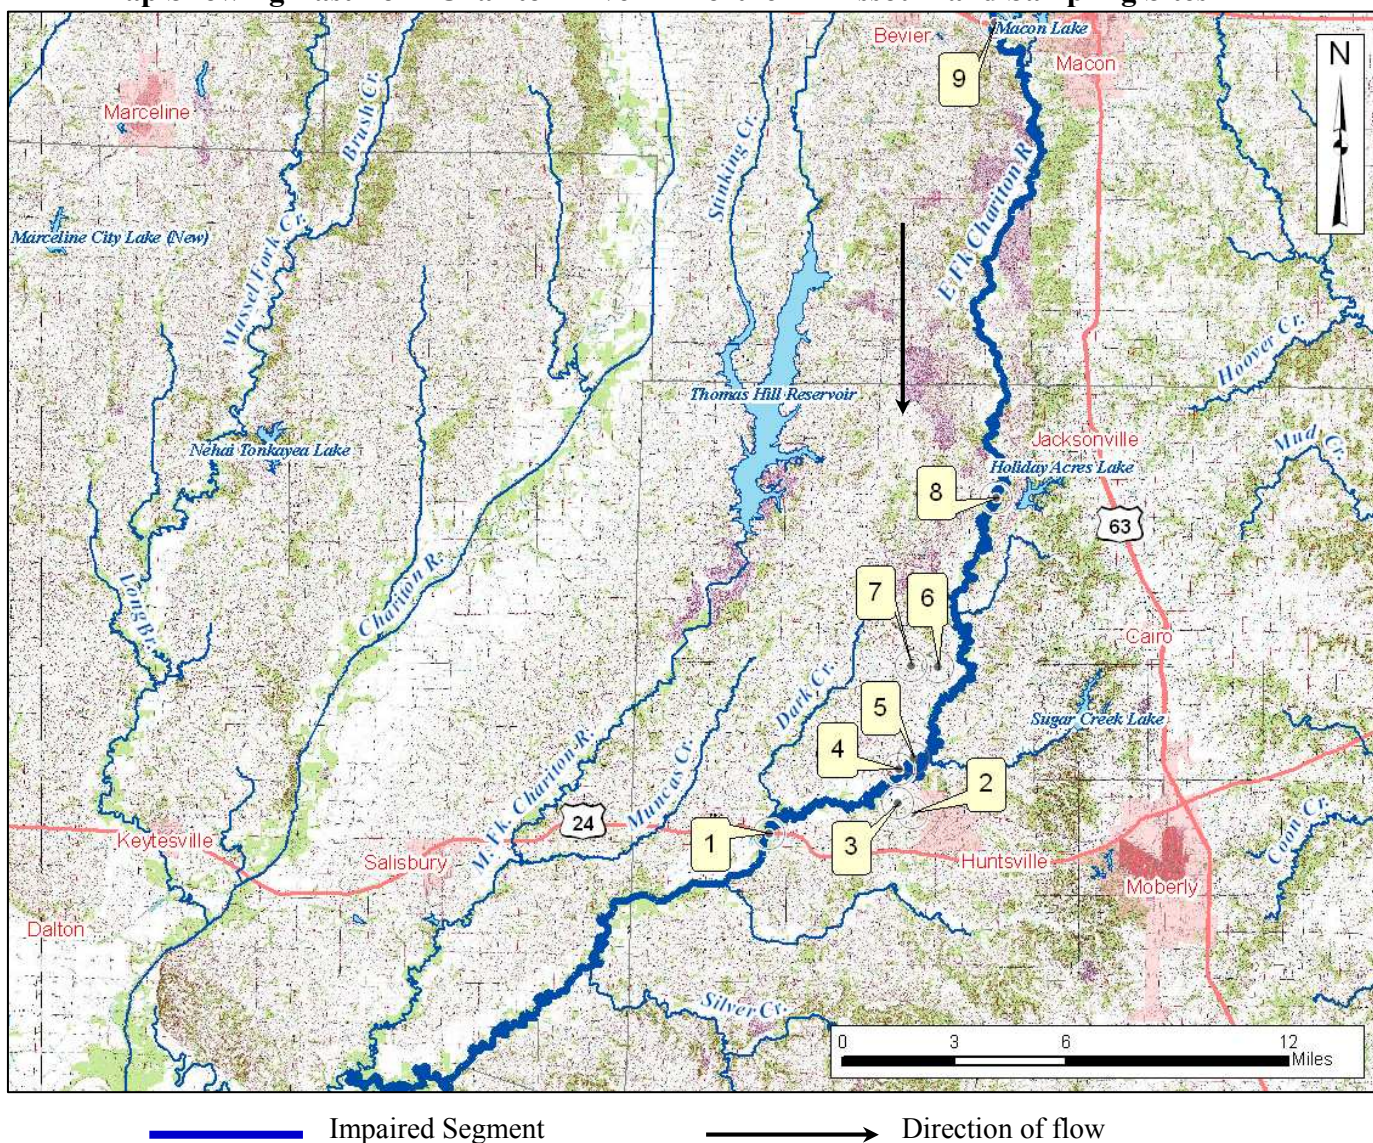 Bevier
Macon Lake
Macon
N
9
Marceline
Brush Cr.
Stinking Cr.
E Fk Chariton R.
Marceline City Lake (New)
Mussel Fork Cr.
Hoover Cr.
Thomas Hill Reservoir
Jacksonville
Mud Cr.
Nehai Tonkayea Lake
Holiday Acres Lake
8
63
Chariton R.
Long Br.
7
6
Cairo
Dark Cr.
5
Sugar Creek Lake
4
2
M. Fk. Chariton R.
Muncas Cr.
24
1
3
Keytesville
Salisbury
Huntsville
Coon Cr.
Moberly
Dalton
Silver Cr.
0 3 6 12
Miles
Impaired Segment
Direction of flow